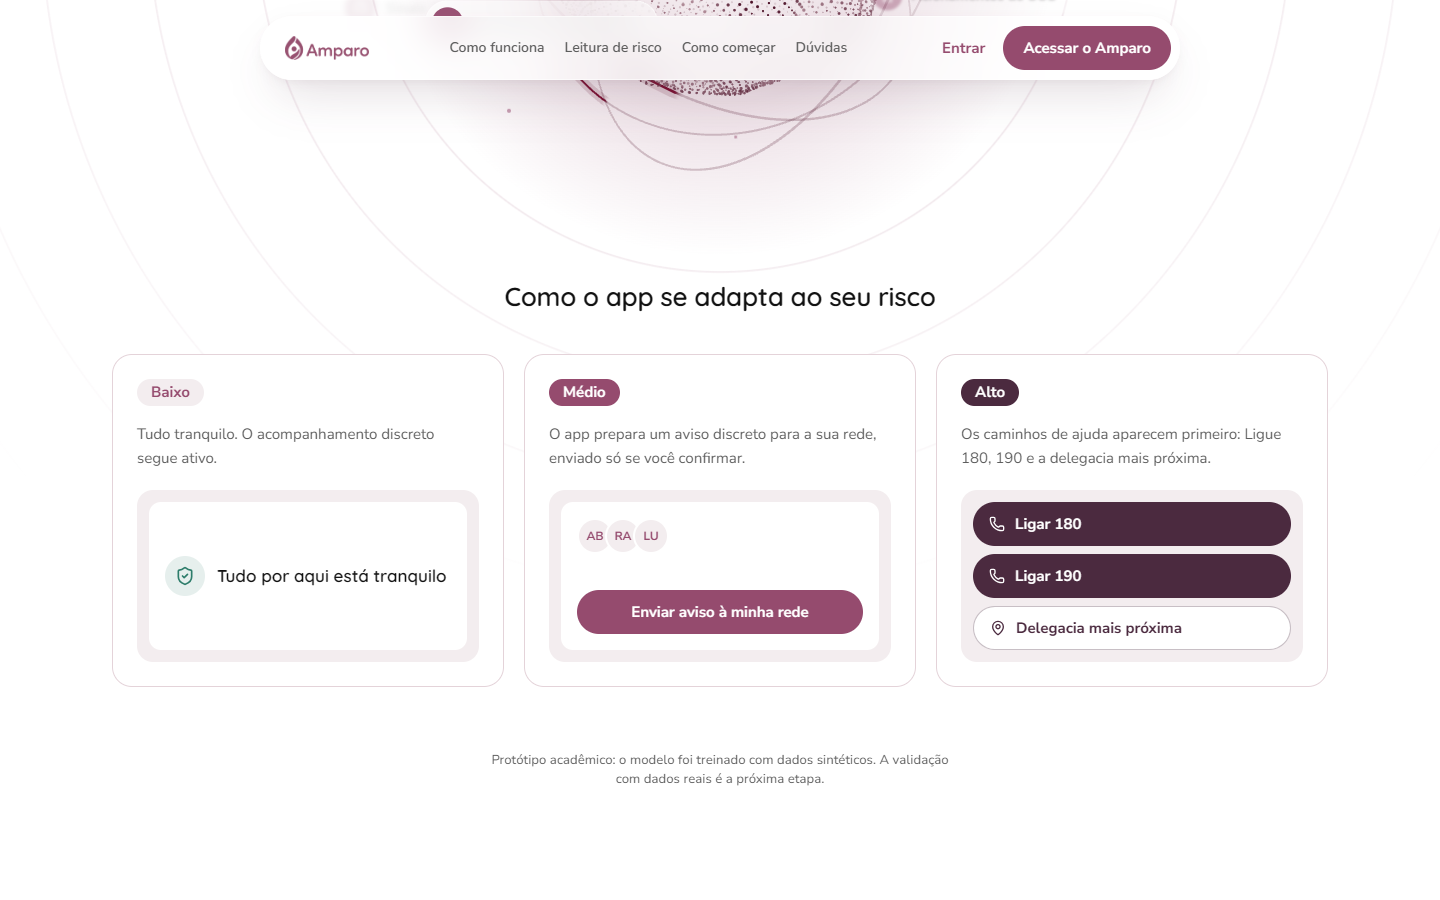 Amparo
Como funciona
Leitura de risco
Como começar
Dúvidas
Entrar
Acessar o Amparo
Como o app se adapta ao seu risco
Baixo
Tudo tranquilo. O acompanhamento discreto
segue ativo.
Tudo por aqui está tranquilo
Médio
O app prepara um aviso discreto para a sua rede,
enviado só se você confirmar.
AB
RA
LU
Enviar aviso à minha rede
Alto
Os caminhos de ajuda aparecem primeiro: Ligue
180, 190 e a delegacia mais próxima.
Ligar 180
Ligar 190
Delegacia mais próxima
Protótipo acadêmico: o modelo foi treinado com dados sintéticos. A validação
com dados reais é a próxima etapa.